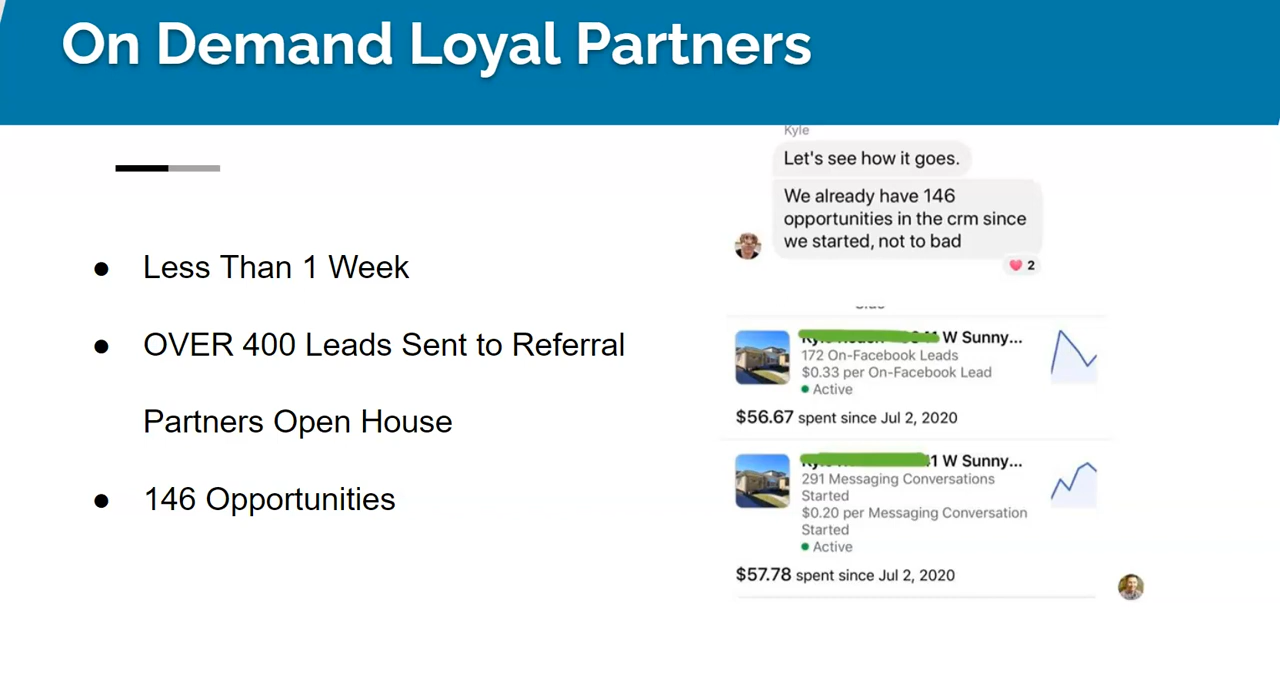 On Demand Loyal Partners
Less Than 1 Week
OVER 400 Leads Sent to Referral
Partners Open House
146 Opportunities
Kyle
Let's see how it goes.
We already have 146
opportunities in the crm since
we started, not to bad
2
W Sunny...
172 On-Facebook Leads
$0.33 per On-Facebook Lead
Active
$56.67 spent since Jul 2, 2020
1 W Sunny...
291 Messaging Conversations
Started
$0.20 per Messaging Conversation
Started
Active
$57.78 spent since Jul 2, 2020